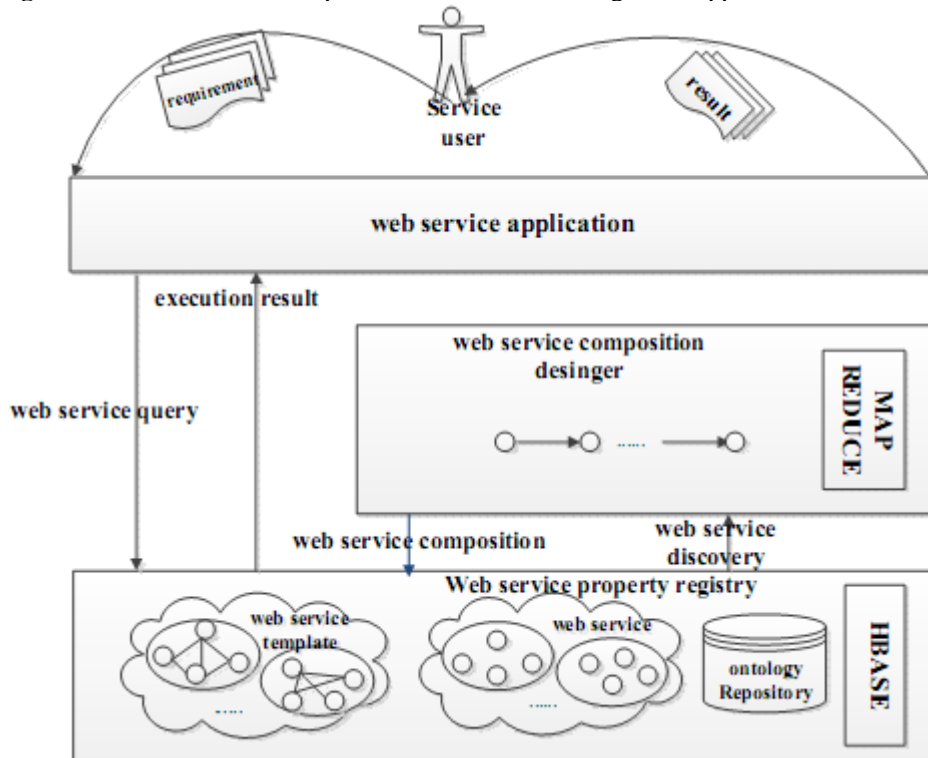 requirement
result
Service
user
web service application
execution result
web service composition
desinger
MAP
REDUCE
web service query
......
web service composition
web service
discovery
Web service property registry
web service
template
web service
HBASE
ontology
Repository
......
......